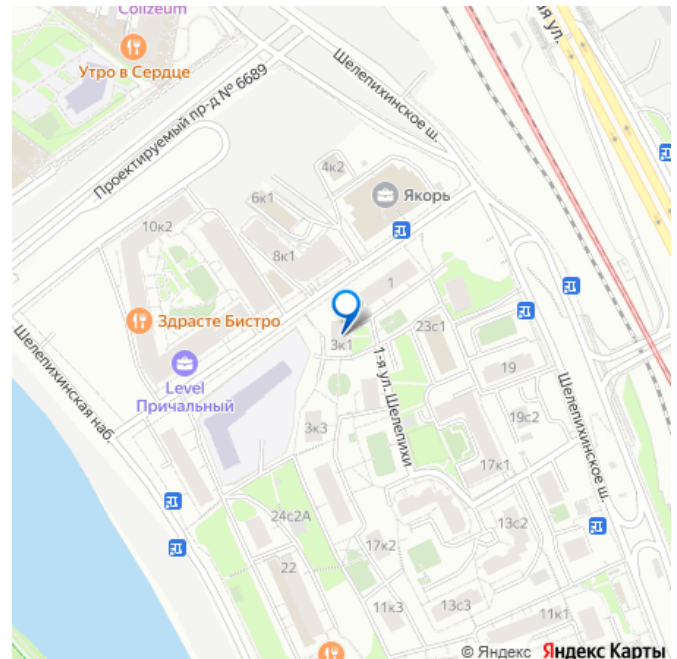 Colizeum
Утро в Сердце
Проектируемый пр-д № 6689
Шелепихинское ш.
-я ул.
4к2
Якорь
6к1
10к2
8к1
1
Здрасте Бистро
3к1
23с1
1-я ул. Шелепихи
19
Шелепихинская наб.
Level
Причальный
Шелепихинское ш.
19с2
3к3
17к1
24с2А
13с2
17к2
22
11к3
13с3
11к1
© Яндекс Яндекс Карты